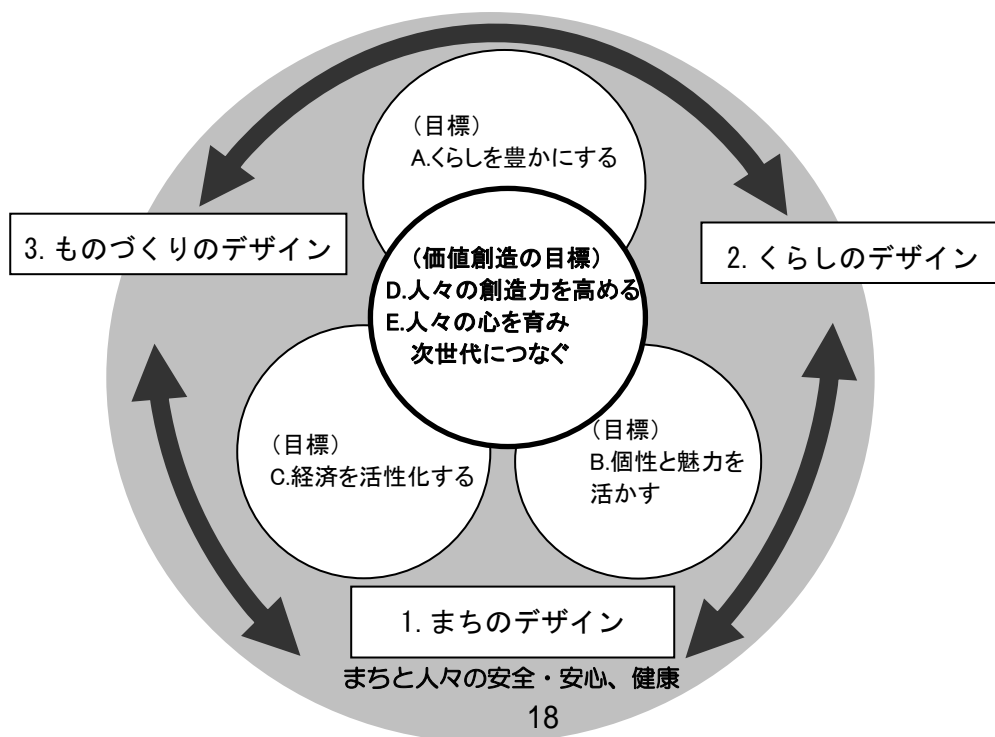 （目標）
A.くらしを豊かにする
3.ものづくりのデザイン
2.くらしのデザイン
（価値創造の目標）
D.人々の創造力を高める
E.人々の心を育み
次世代につなぐ
（目標）
C.経済を活性化する
（目標）
B.個性と魅力を
活かす
1.まちのデザイン
まちと人々の安全・安心、健康
18